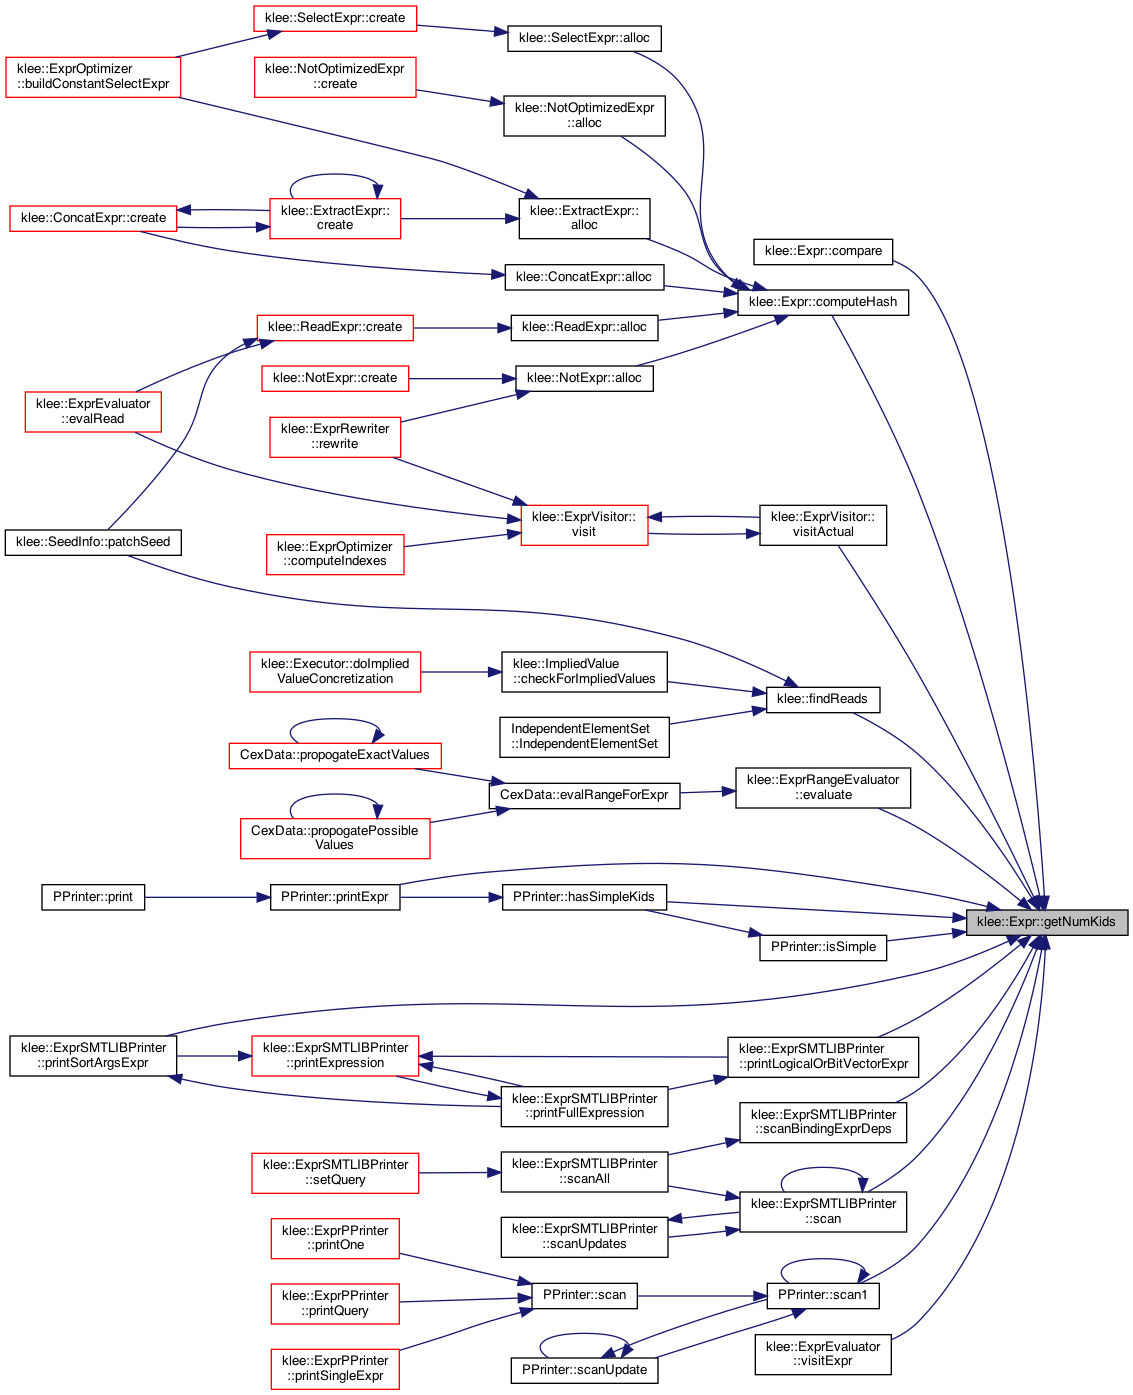 klee::SelectExpr::create
klee::SelectExpr::alloc
klee::ExprOptimizer
::buildConstantSelectExpr
klee::NotOptimizedExpr
::create
klee::NotOptimizedExpr
::alloc
klee::ConcatExpr::create
klee::ExtractExpr::
create
klee::ExtractExpr::
alloc
klee::Expr::compare
klee::ConcatExpr::alloc
klee::Expr::computeHash
klee::ReadExpr::create
klee::ReadExpr::alloc
klee::NotExpr::create
klee::NotExpr::alloc
klee::ExprEvaluator
::evalRead
klee::ExprRewriter
::rewrite
klee::SeedInfo::patchSeed
klee::ExprVisitor::
visit
klee::ExprVisitor::
visitActual
klee::ExprOptimizer
::computeIndexes
klee::Executor::doImplied
ValueConcretization
klee::ImpliedValue
::checkForImpliedValues
klee::findReads
IndependentElementSet
::IndependentElementSet
CexData::propogateExactValues
CexData::evalRangeForExpr
klee::ExprRangeEvaluator
::evaluate
CexData::propogatePossible
Values
PPrinter::print
PPrinter::printExpr
PPrinter::hasSimpleKids
klee::Expr::getNumKids
PPrinter::isSimple
klee::ExprSMTLIBPrinter
::printSortArgsExpr
klee::ExprSMTLIBPrinter
::printExpression
klee::ExprSMTLIBPrinter
::printLogicalOrBitVectorExpr
klee::ExprSMTLIBPrinter
::printFullExpression
klee::ExprSMTLIBPrinter
::scanBindingExprDeps
klee::ExprSMTLIBPrinter
::setQuery
klee::ExprSMTLIBPrinter
::scanAll
klee::ExprSMTLIBPrinter
::scan
klee::ExprSMTLIBPrinter
::scanUpdates
klee::ExprPPrinter
::printOne
klee::ExprPPrinter
::printQuery
PPrinter::scan
PPrinter::scan1
klee::ExprPPrinter
::printSingleExpr
PPrinter::scanUpdate
klee::ExprEvaluator
::visitExpr